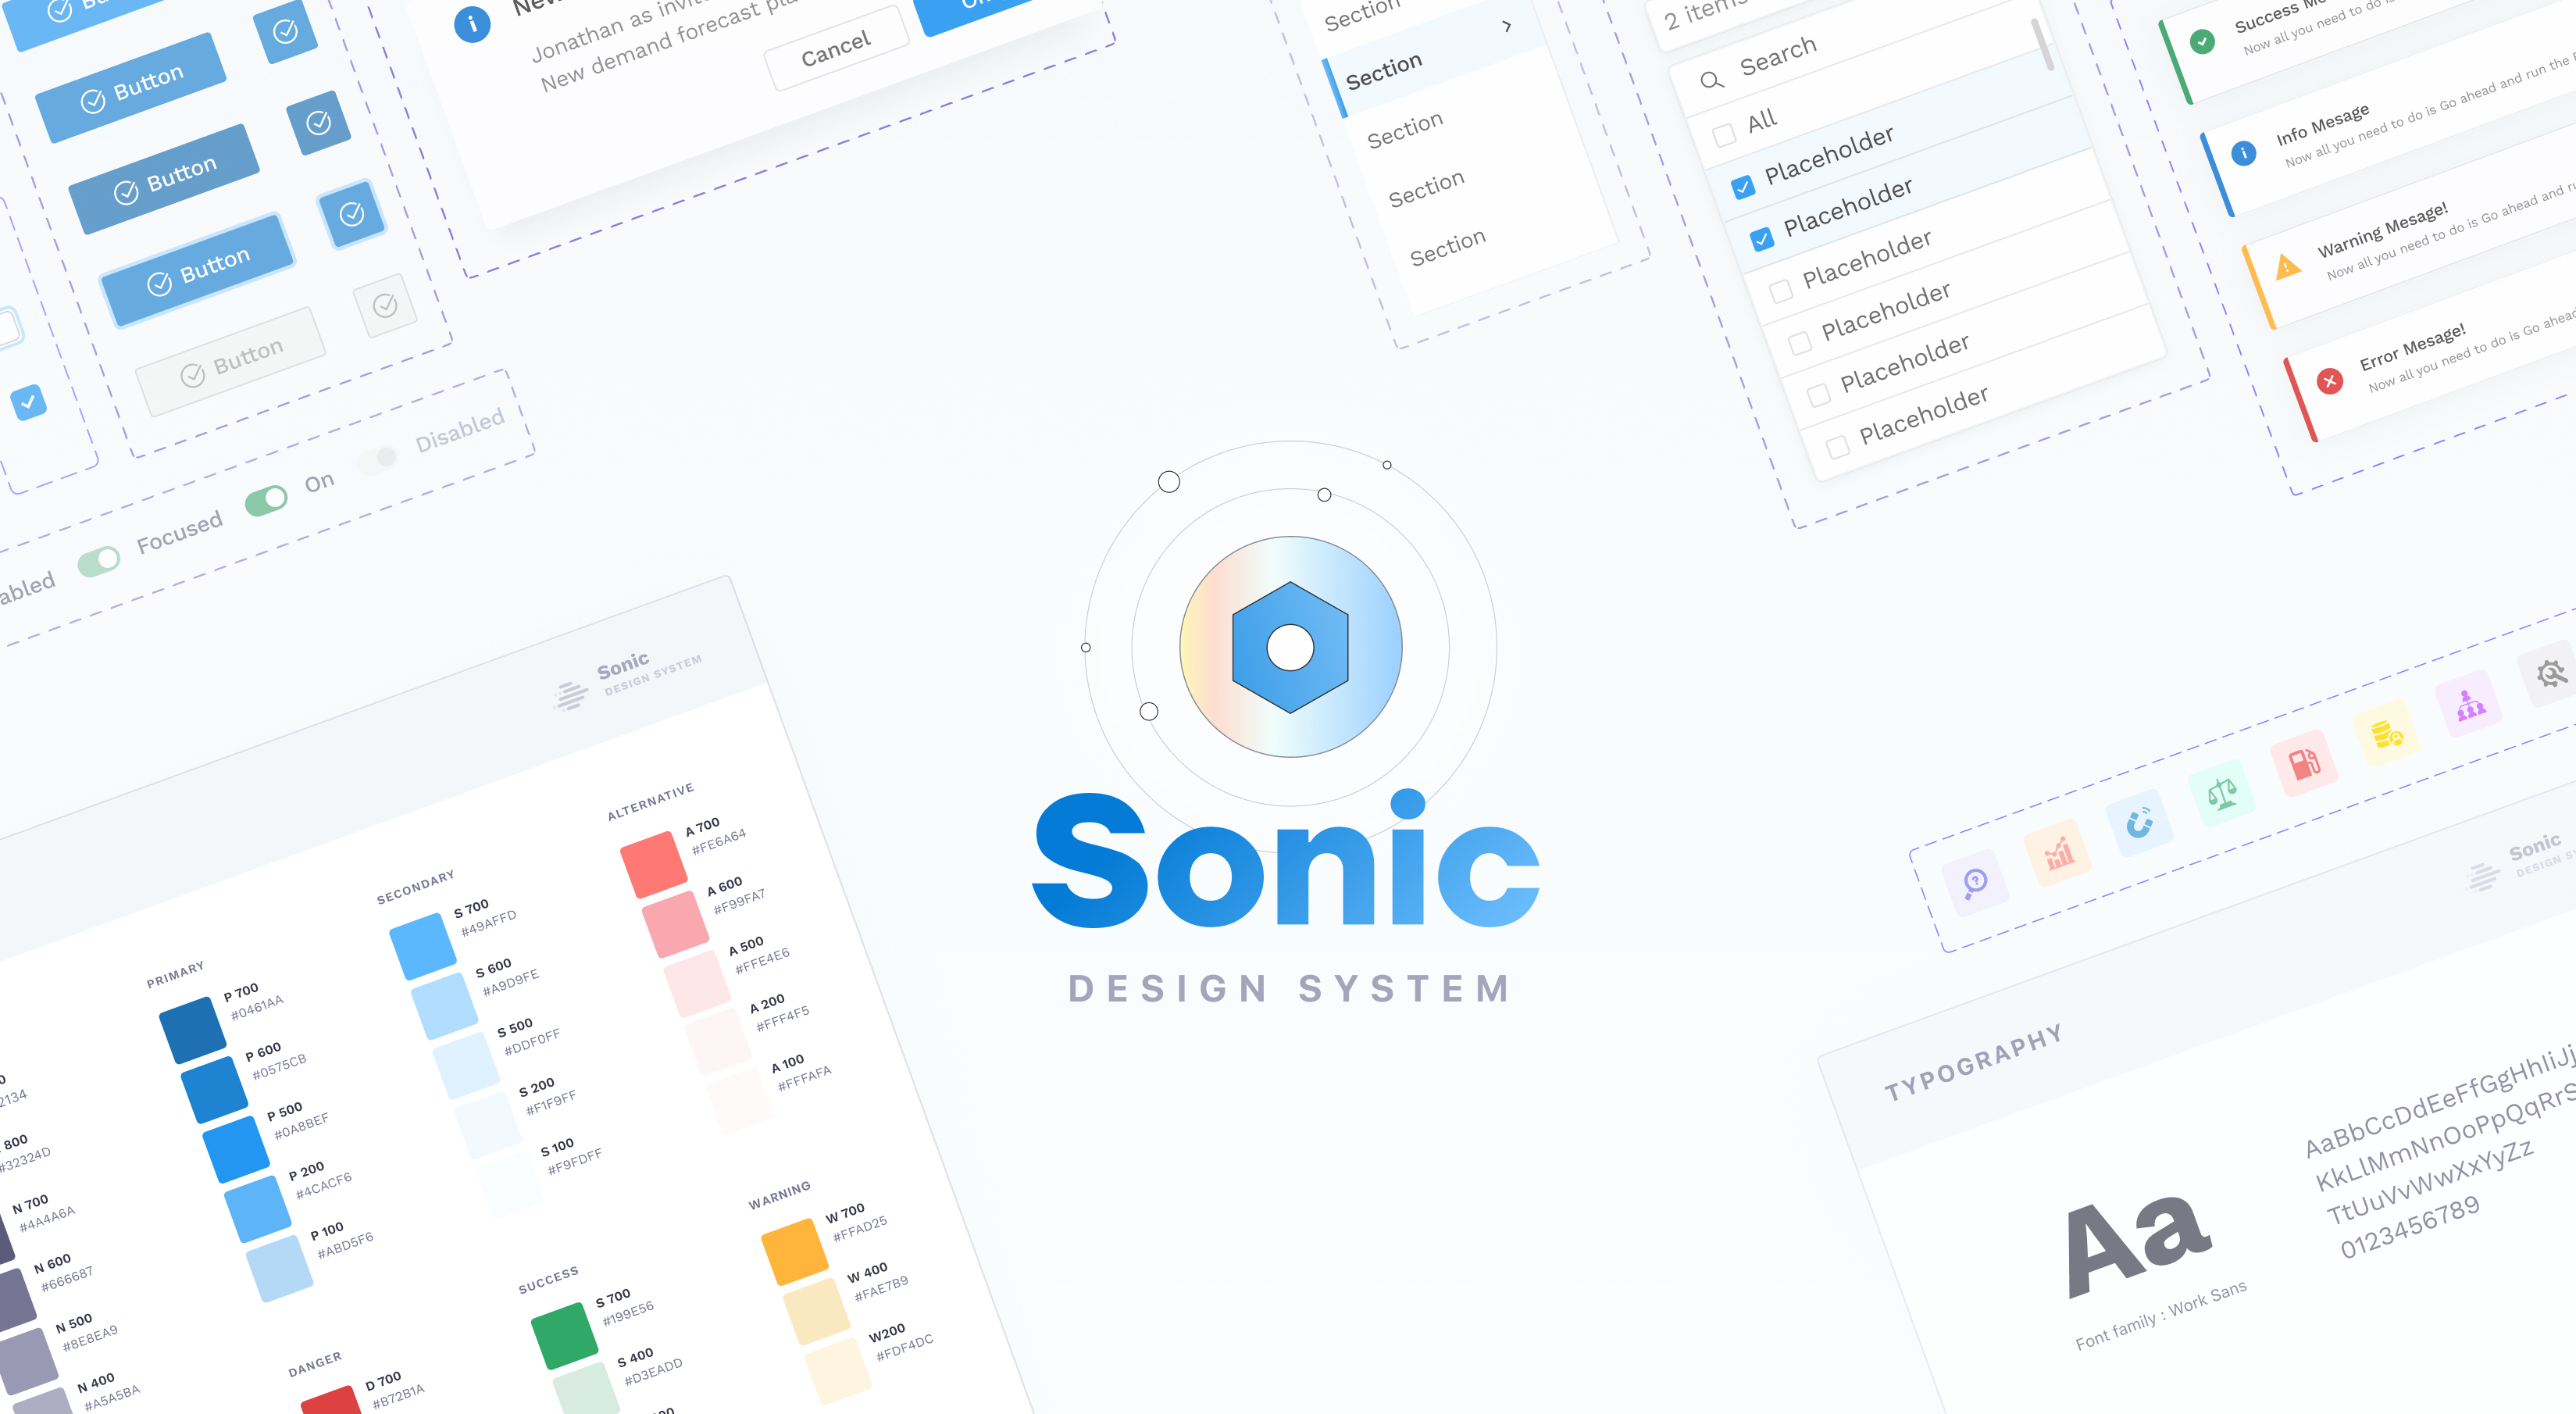 Button
Button
Button
Button
Jonathan as invite
New demand forecast pla
Cancel
Section
Section
Section
Section
Section
2 items
Search
All
Placeholder
Placeholder
Placeholder
Placeholder
Placeholder
Placeholder
Success Me
Now all you need to do is
Info Mesage
Now all you need to do is Go ahead and run the
Warning Mesage!
Now all you need to do is Go ahead and ru
Error Mesage!
Now all you need to do is Go ahead
abled
Focused
On
Disabled
Sonic
DESIGN SYSTEM
Sonic
DESIGN SYSTEM
2134
800
#32324D
N 700
#4A4A6A
N 600
#666687
N 500
#8E8EA9
N 400
#A5A5BA
PRIMARY
P 700
#0461AA
P 600
#0575CB
P 500
#0A8BEF
P 200
#4CACF6
P 100
#ABD5F6
SECONDARY
S 700
#49AFFD
S 600
#A9D9FE
S 500
#DDF0FF
S 200
#F1F9FF
S 100
#F9FDFF
ALTERNATIVE
A 700
#FE6A64
A 600
#F99FA7
A 500
#FFE4E6
A 200
#FFF4F5
A 100
#FFFAFA
DANGER
D 700
#B72B1A
SUCCESS
S 700
#199E56
S 400
#D3EADD
WARNING
W 700
#FFAD25
W 400
#FAE7B9
W200
#FDF4DC
Sonic
DESIGN SY
TYPOGRAPHY
Aa
Font family : Work Sans
AaBbCcDdEeFfGgHhIiJj
KkLlMmNnOoPpQqRrS
TtUuVvWwXxYyZz
0123456789